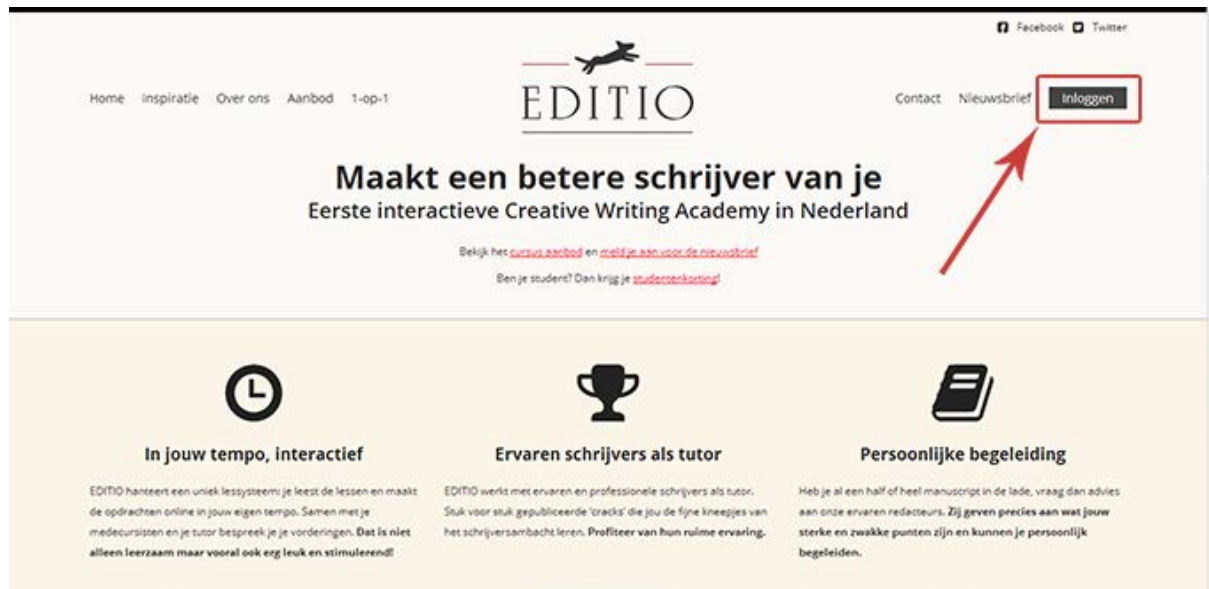 Facebook Twitter
Home Inspiratie Over ons Aanbod 1-op-1
EDITIO
Contact Nieuwsbrief Inloggen
Maakt een betere schrijver van je
Eerste interactieve Creative Writing Academy in Nederland
Bekijk het cursus aanbod en meld je aan voor de nieuwsbrief
Ben je student? Dan krijg je studentenkorting!
In jouw tempo, interactief
EDITIO hanteert een uniek lessysteem: je leest de lessen en maakt
de opdrachten online in jouw eigen tempo. Samen met je
medecursisten en je tutor bespreek je je vorderingen. Dat is niet
alleen leerzaam maar vooral ook erg leuk en stimulerend!
Ervaren schrijvers als tutor
EDITIO werkt met ervaren en professionele schrijvers als tutor.
Stuk voor stuk gepubliceerde 'cracks' die jou de fijne kneepjes van
het schrijversambacht leren. Profiteer van hun ruime ervaring.
Persoonlijke begeleiding
Heb je al een half of heel manuscript in de lade, vraag dan advies
aan onze ervaren redacteurs. Zij geven precies aan wat jouw
sterke en zwakke punten zijn en kunnen je persoonlijk
begeleiden.